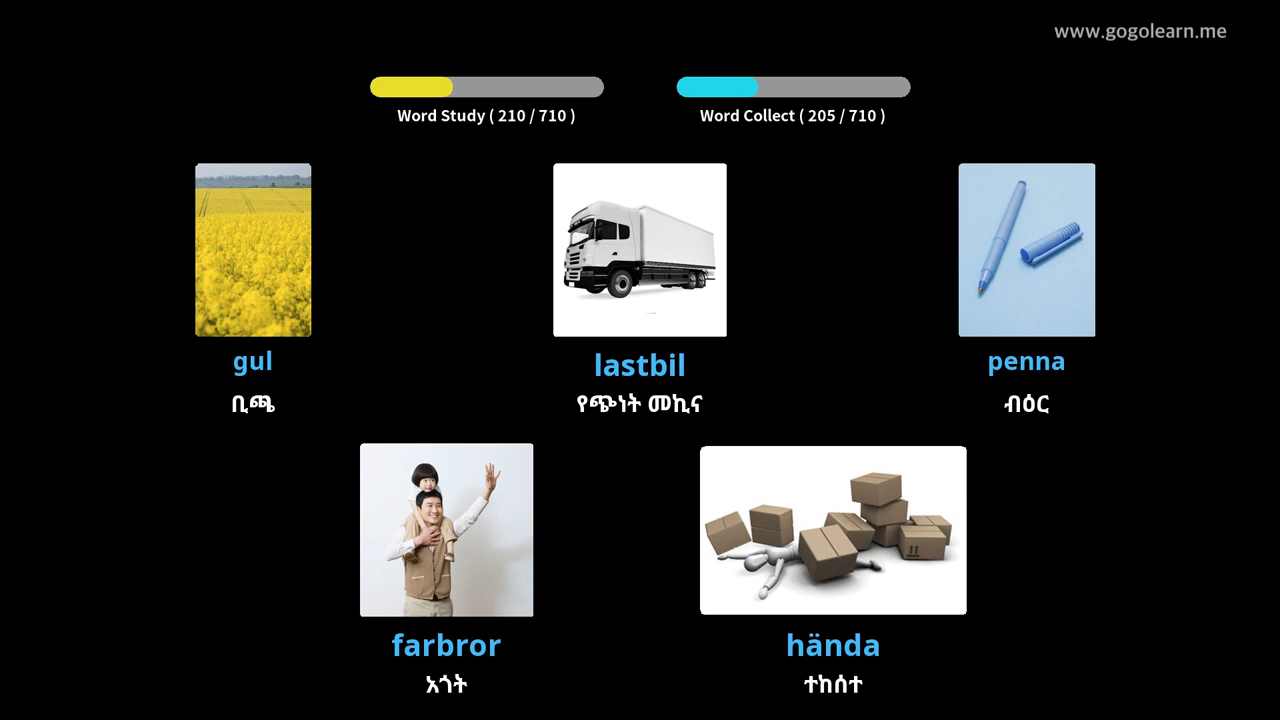 www.gogolearn.me
Word Study ( 210 / 710 )
Word Collect ( 205 / 710 )
gul
lastbil
penna
ቢጫ
የጭነት መኪና
ብዕር
farbror
hända
አጎት
ተከሰተ